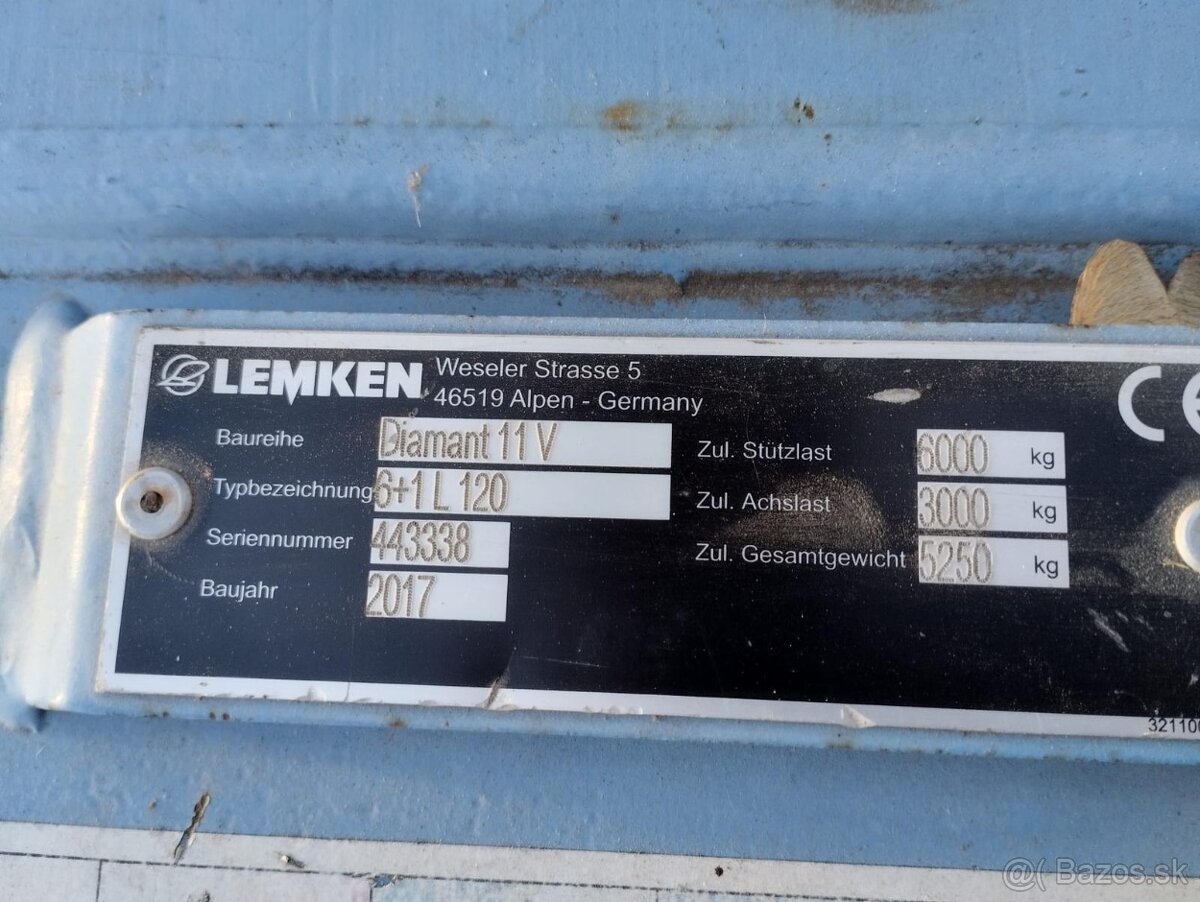 LEMKEN
Weseler Strasse 5
46519 Alpen - Germany
CE
Baureihe Diamant 11 V
Typbezeichnung 6+1 L 120
Seriennummer 443338
Baujahr 2017
Zul. Stützlast 6000 kg
Zul. Achslast 3000 kg
Zul. Gesamtgewicht 5250 kg
@( Bazos.sk